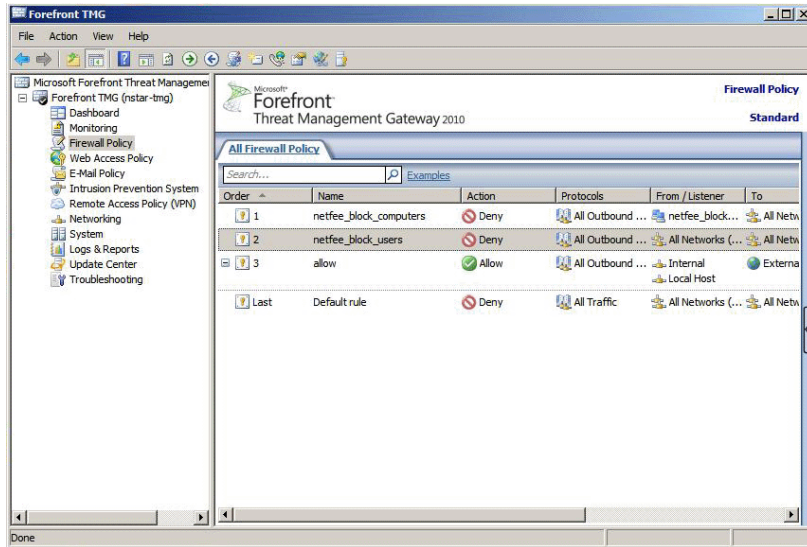 Forefront TMG
File Action View Help
Microsoft Forefront Threat Managemer
Forefront TMG (nstar-tmg)
Dashboard
Monitoring
Firewall Policy
Web Access Policy
E-Mail Policy
Intrusion Prevention System
Remote Access Policy (VPN)
Networking
System
Logs & Reports
Update Center
Troubleshooting
Microsoft
Forefront
Threat Management Gateway 2010
Firewall Policy
Standard
All Firewall Policy
Search... Examples
Order Name Action Protocols From / Listener To
1 netfee_block_computers Deny All Outbound ... netfee_block... All Netw
2 netfee_block_users Deny All Outbound ... All Networks (... All Netw
3 allow Allow All Outbound ... Internal Externa
Local Host
Last Default rule Deny All Traffic All Networks (... All Netw
Done